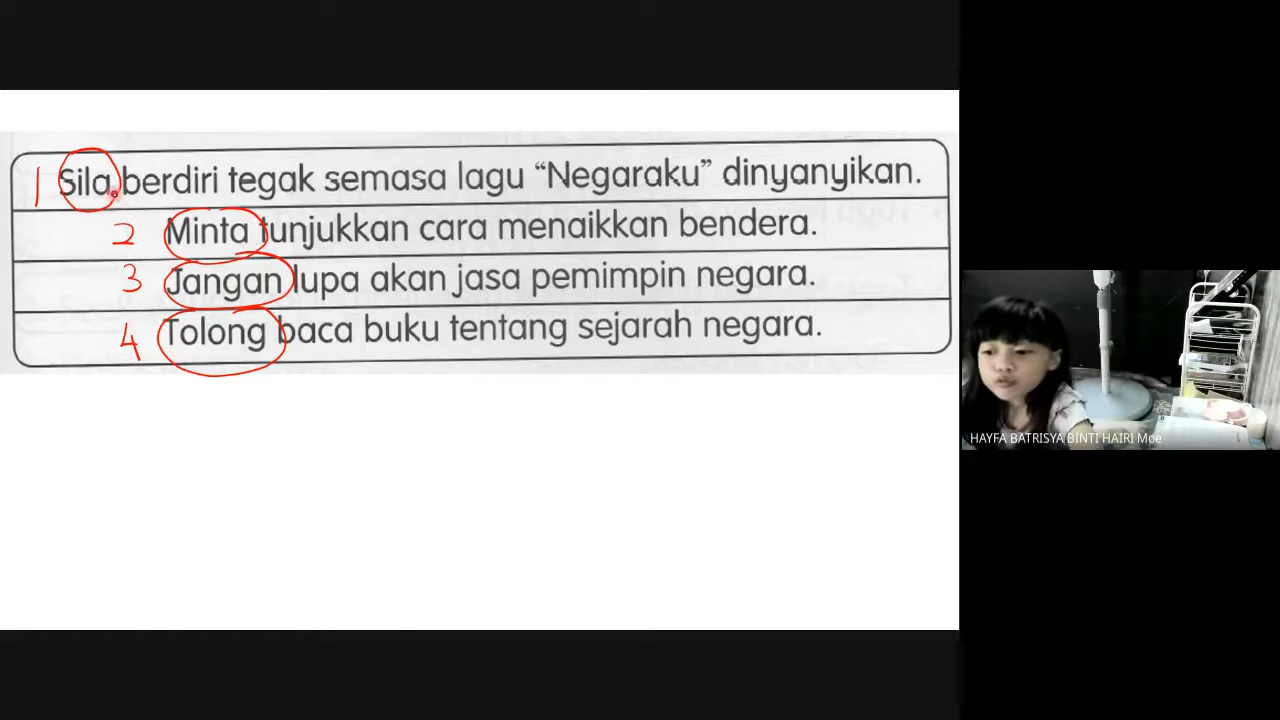 1 Sila berdiri tegak semasa lagu “Negaraku” dinyanyikan.
2 Minta tunjukkan cara menaikkan bendera.
3 Jangan lupa akan jasa pemimpin negara.
4 Tolong baca buku tentang sejarah negara.
HAYFA BATRISYA BINTI HAIRI Moe